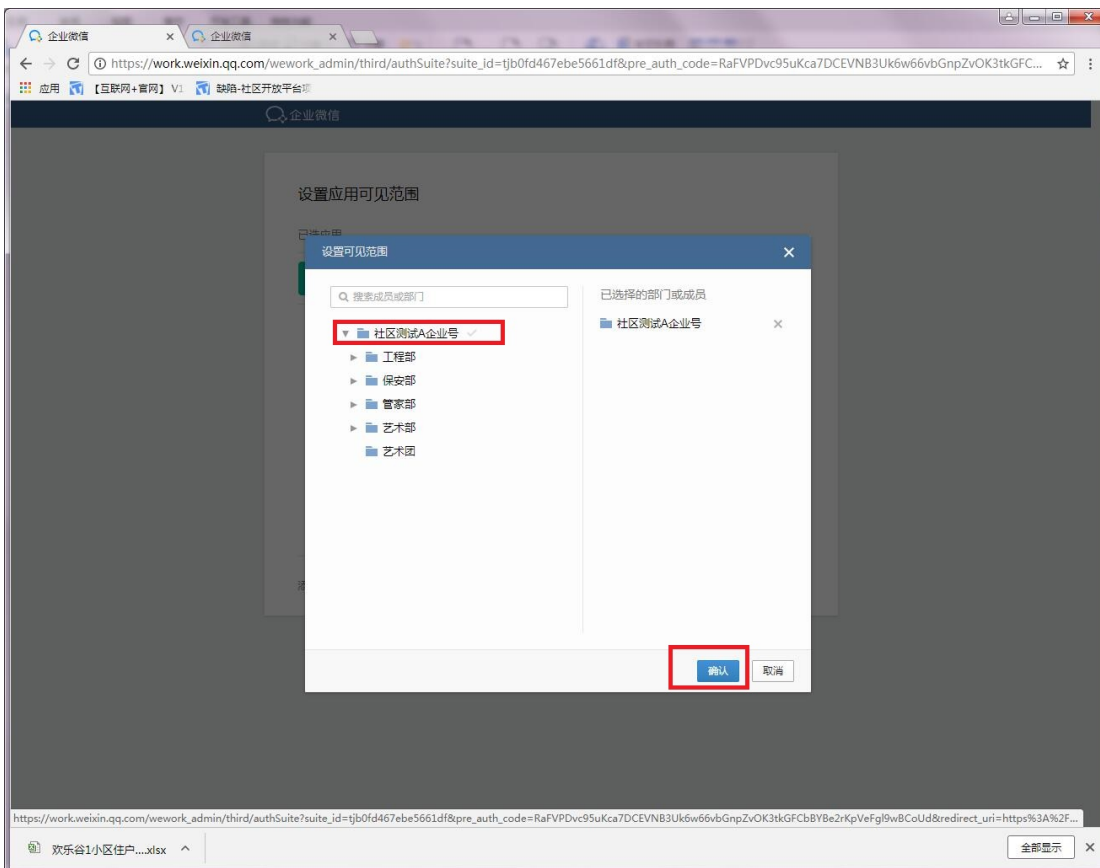 企业微信
企业微信
https://work.weixin.qq.com/wework_admin/third/authSuite?suite_id=tjb0fd467ebe5661df&pre_auth_code=RaFVPDvc95uKca7DCEVNB3Uk6w66vbGnpZvOK3tkGFC...
应用 【互联网+官网】V1 缺陷-社区开放平台项
企业微信
设置应用可见范围
已选应用
设置可见范围
搜索成员或部门
已选择的部门或成员
社区测试A企业号
社区测试A企业号
工程部
保安部
管家部
艺术部
艺术团
确认
取消
https://work.weixin.qq.com/wework_admin/third/authSuite?suite_id=tjb0fd467ebe5661df&pre_auth_code=RaFVPDvc95uKca7DCEVNB3Uk6w66vbGnpZvOK3tkGFCbBYBe2rKpVeFgl9wBCoUd&redirect_uri=https%3A%2F...
欢乐谷1小区住户....xlsx
全部显示